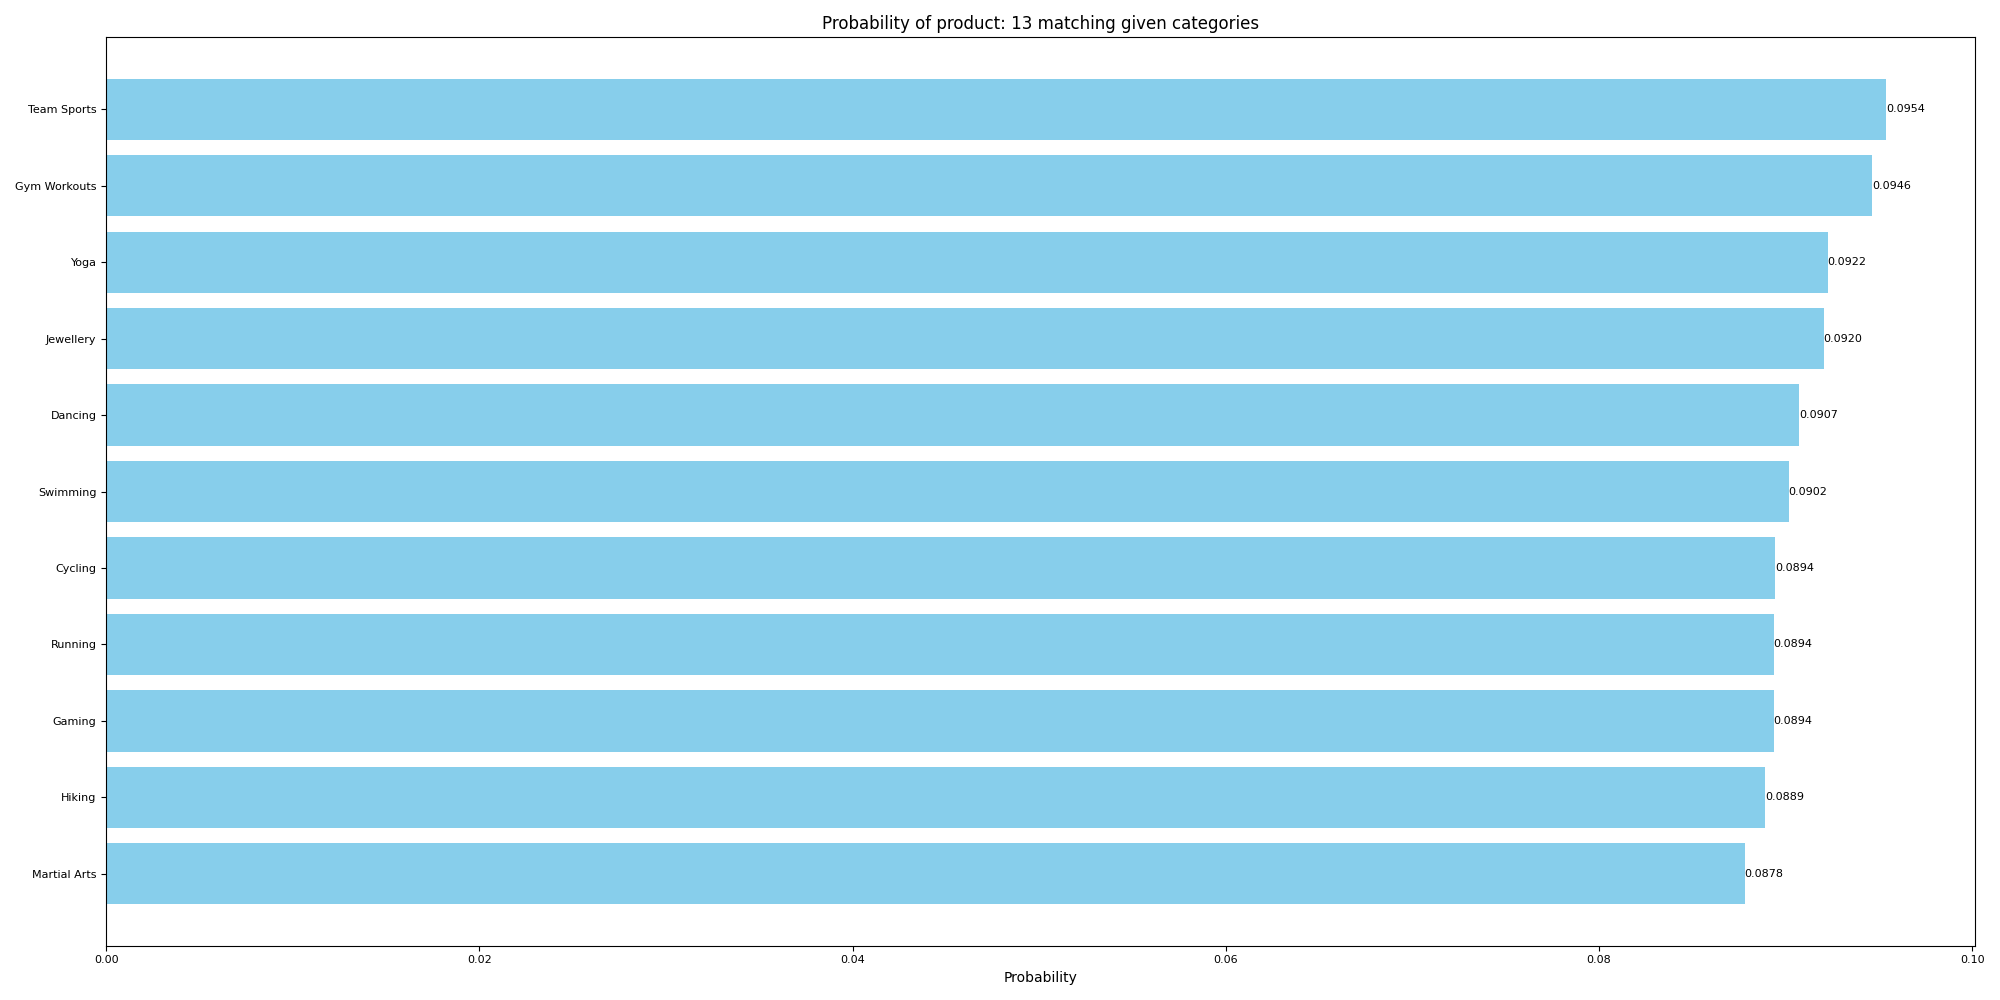 Probability of product: 13 matching given categories
Team Sports 0.0954
Gym Workouts 0.0946
Yoga 0.0922
Jewellery 0.0920
Dancing 0.0907
Swimming 0.0902
Cycling 0.0894
Running 0.0894
Gaming 0.0894
Hiking 0.0889
Martial Arts 0.0878
0.00 0.02 0.04 0.06 0.08 0.10
Probability